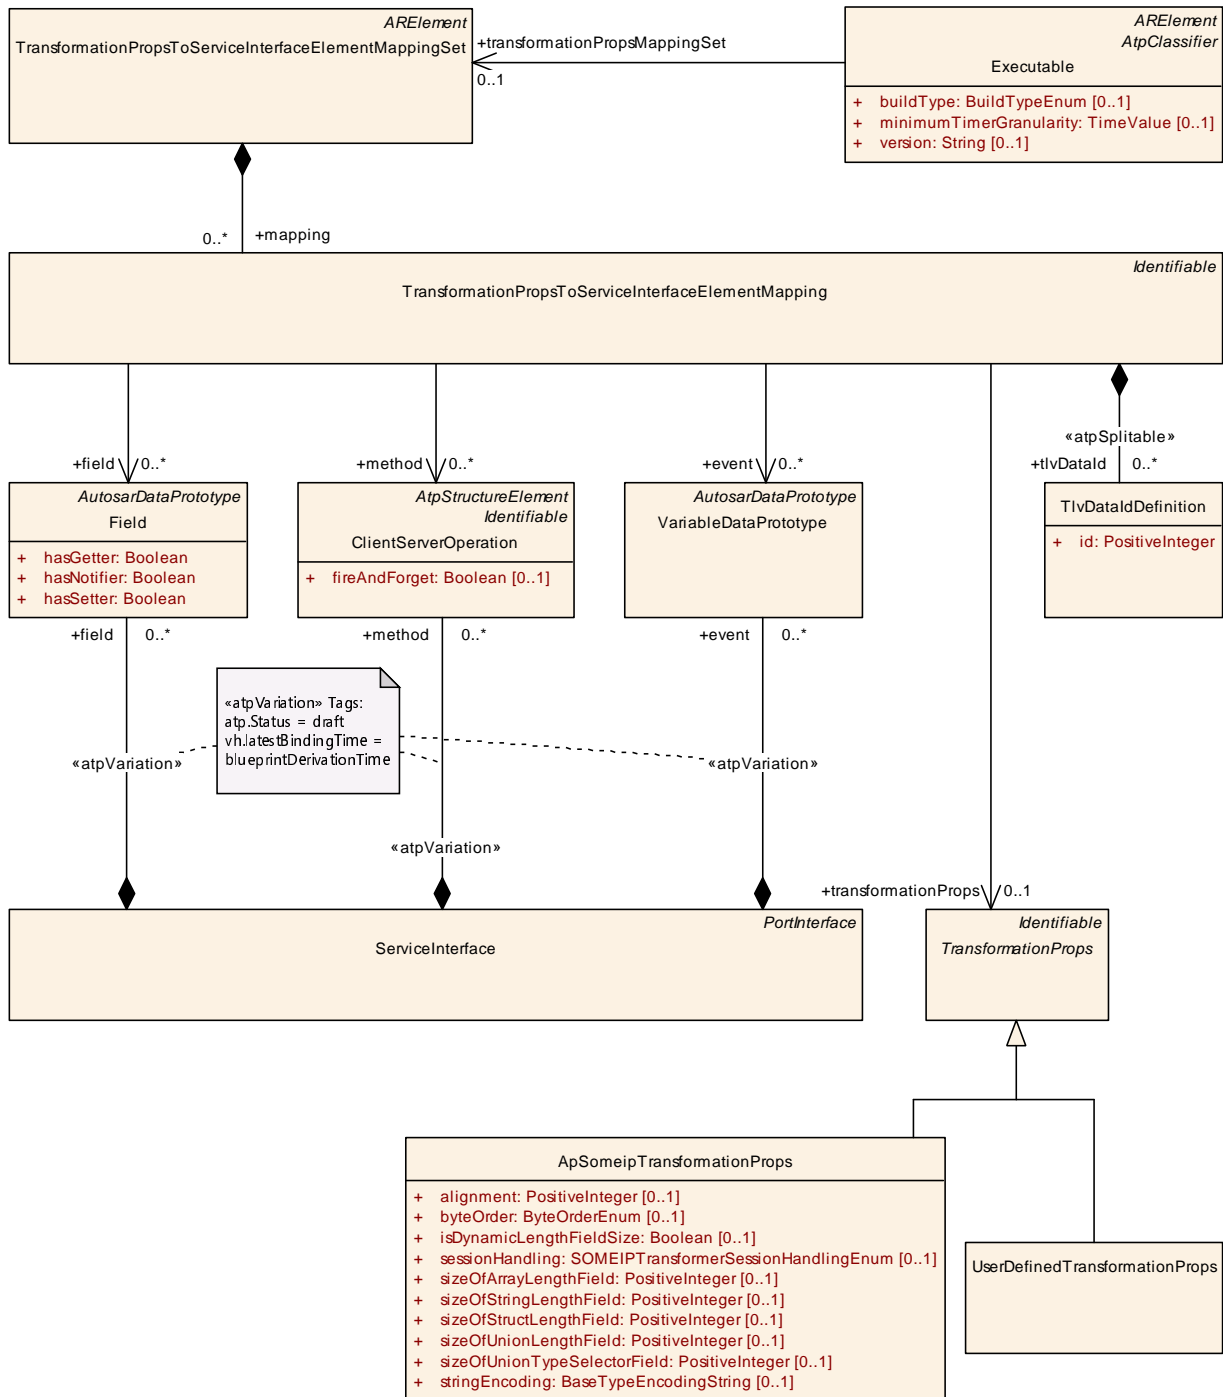 ARElement
TransformationPropsToServiceInterfaceElementMappingSet
+transformationPropsMappingSet
0..1
ARElement
AtpClassifier
Executable
+ buildType: BuildTypeEnum [0..1]
+ minimumTimerGranularity: TimeValue [0..1]
+ version: String [0..1]
0..* +mapping
Identifiable
TransformationPropsToServiceInterfaceElementMapping
«atpSplitable»
+field 0..*
+method 0..*
+event 0..*
+tlvDataId 0..*
AutosarDataPrototype
Field
+ hasGetter: Boolean
+ hasNotifier: Boolean
+ hasSetter: Boolean
AtpStructureElement
Identifiable
ClientServerOperation
+ fireAndForget: Boolean [0..1]
AutosarDataPrototype
VariableDataPrototype
TlvDataIdDefinition
+ id: PositiveInteger
+field 0..*
+method 0..*
+event 0..*
«atpVariation» Tags:
atp.Status = draft
vh.latestBindingTime =
blueprintDerivationTime
«atpVariation»
«atpVariation»
«atpVariation»
+transformationProps 0..1
PortInterface
ServiceInterface
Identifiable
TransformationProps
ApSomeipTransformationProps
+ alignment: PositiveInteger [0..1]
+ byteOrder: ByteOrderEnum [0..1]
+ isDynamicLengthFieldSize: Boolean [0..1]
+ sessionHandling: SOMEIPTransformerSessionHandlingEnum [0..1]
+ sizeOfArrayLengthField: PositiveInteger [0..1]
+ sizeOfStringLengthField: PositiveInteger [0..1]
+ sizeOfStructLengthField: PositiveInteger [0..1]
+ sizeOfUnionLengthField: PositiveInteger [0..1]
+ sizeOfUnionTypeSelectorField: PositiveInteger [0..1]
+ stringEncoding: BaseTypeEncodingString [0..1]
UserDefinedTransformationProps